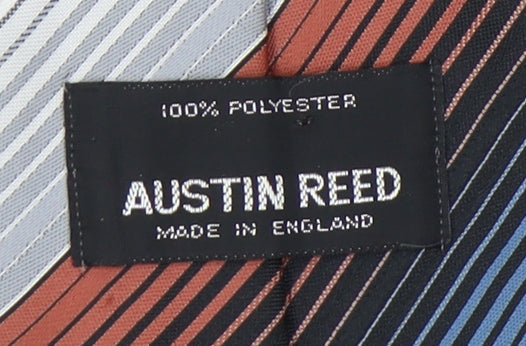 100% POLYESTER
AUSTIN REED
MADE IN ENGLAND